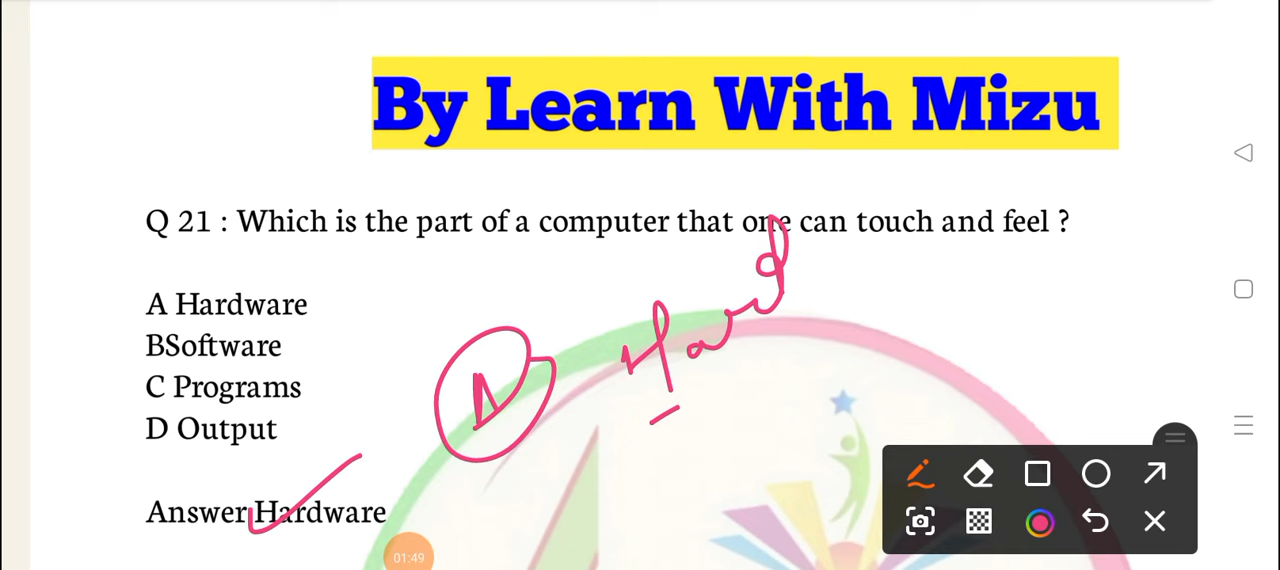 By Learn With Mizu
Q 21 : Which is the part of a computer that one can touch and feel ?
A Hardware
BSoftware
C Programs
D Output
Hard
Answer Hardware
01:49